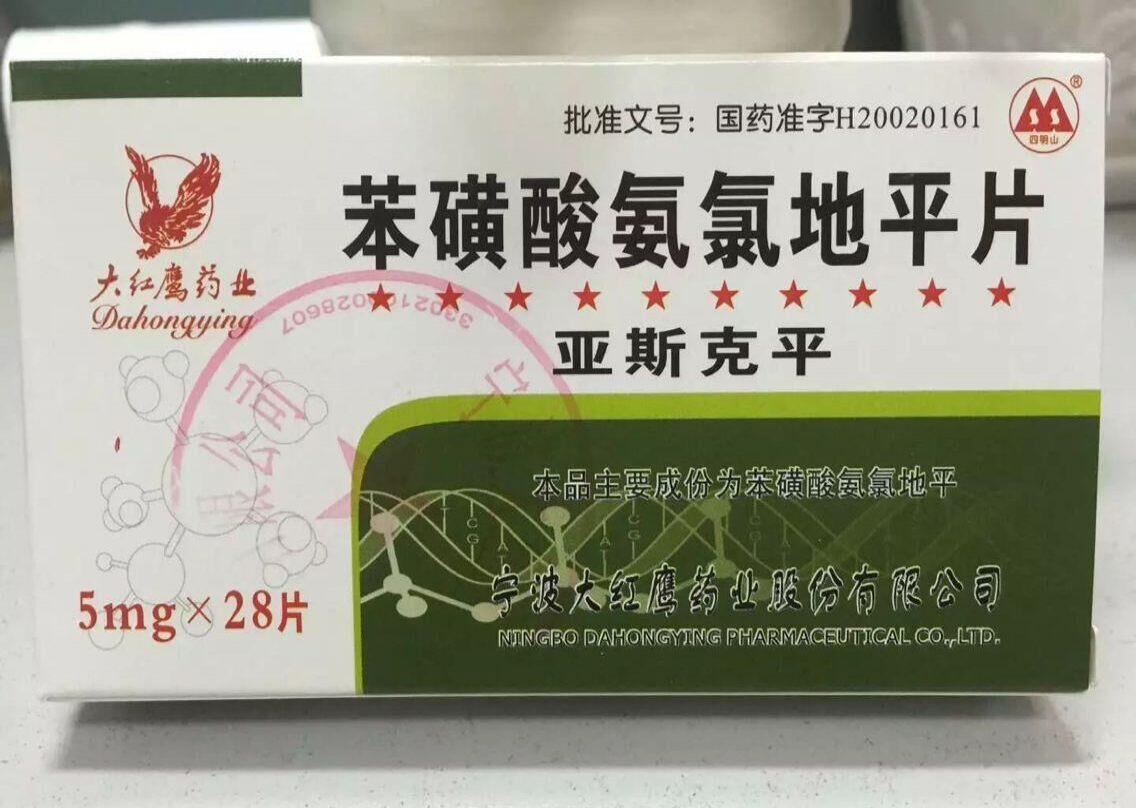 批准文号：国药准字H20020161
®
四明山
苯磺酸氨氯地平片
大红鹰药业
Dahongying
亚斯克平
本品主要成份为苯磺酸氨氯地平
宁波大红鹰药业股份有限公司
NINGBO DAHONGYING PHARMACEUTICAL CO.,LTD.
5mg×28片